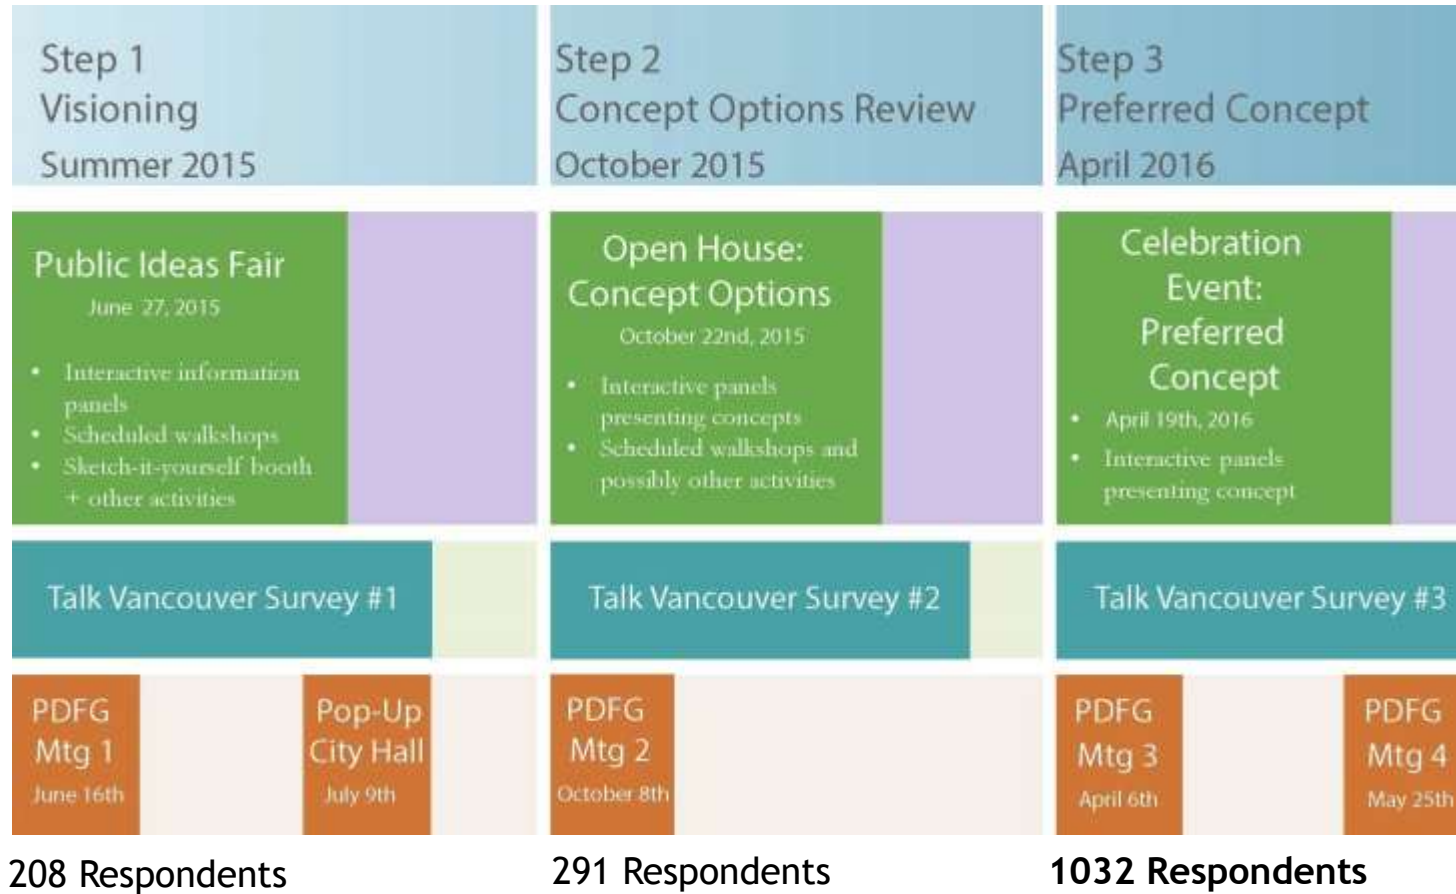 Step 1
Visioning
Summer 2015
Step 2
Concept Options Review
October 2015
Step 3
Preferred Concept
April 2016
Public Ideas Fair
June 27, 2015
• Interactive information
panels
• Scheduled walkshops
• Sketch-it-yourself booth
+ other activities
Open House:
Concept Options
October 22nd, 2015
• Interactive panels
presenting concepts
• Scheduled walkshops and
possibly other activities
Celebration
Event:
Preferred
Concept
• April 19th, 2016
• Interactive panels
presenting concept
Talk Vancouver Survey #1
Talk Vancouver Survey #2
Talk Vancouver Survey #3
PDFG
Mtg 1
June 16th
Pop-Up
City Hall
July 9th
PDFG
Mtg 2
October 8th
PDFG
Mtg 3
April 6th
PDFG
Mtg 4
May 25th
208 Respondents
291 Respondents
1032 Respondents